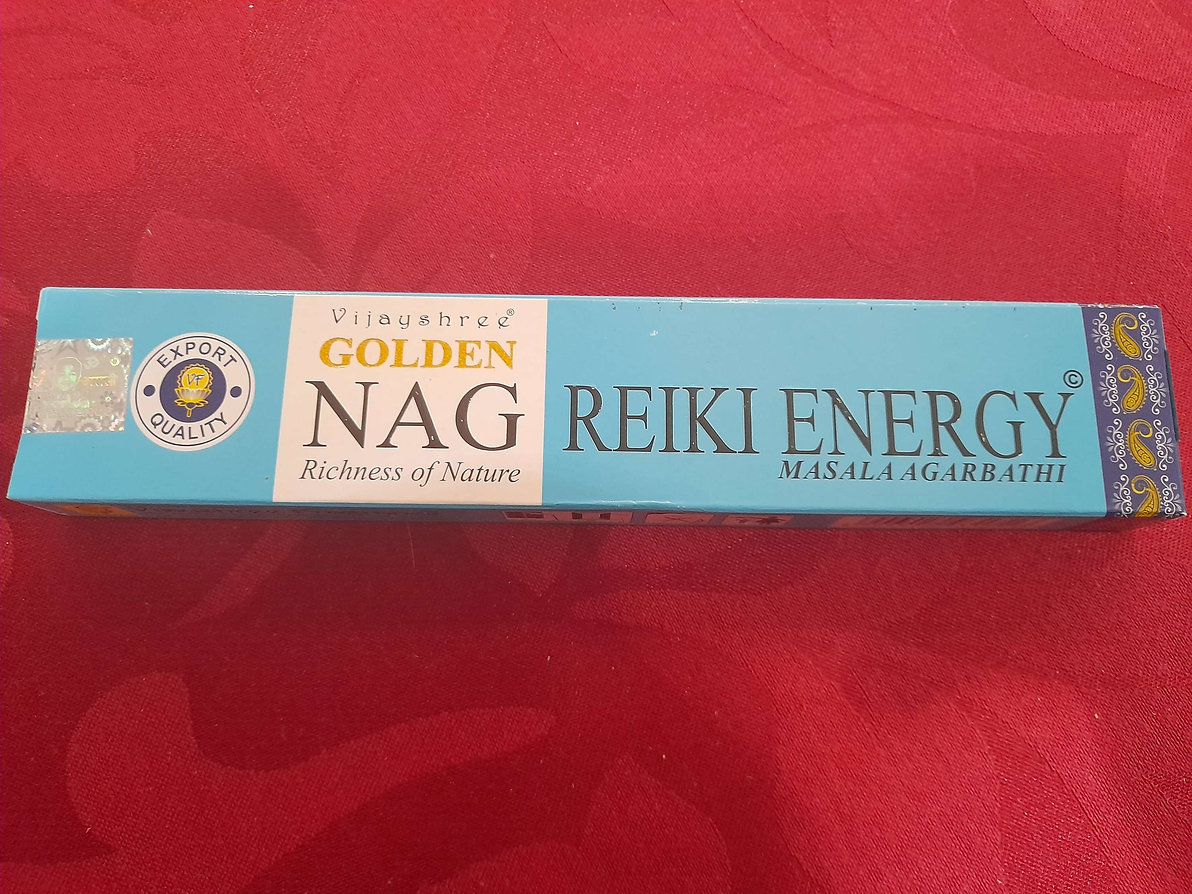 EXPORT
VF
QUALITY
Vijayshree®
GOLDEN
NAG
Richness of Nature
REIKI ENERGY©
MASALA AGARBATHI